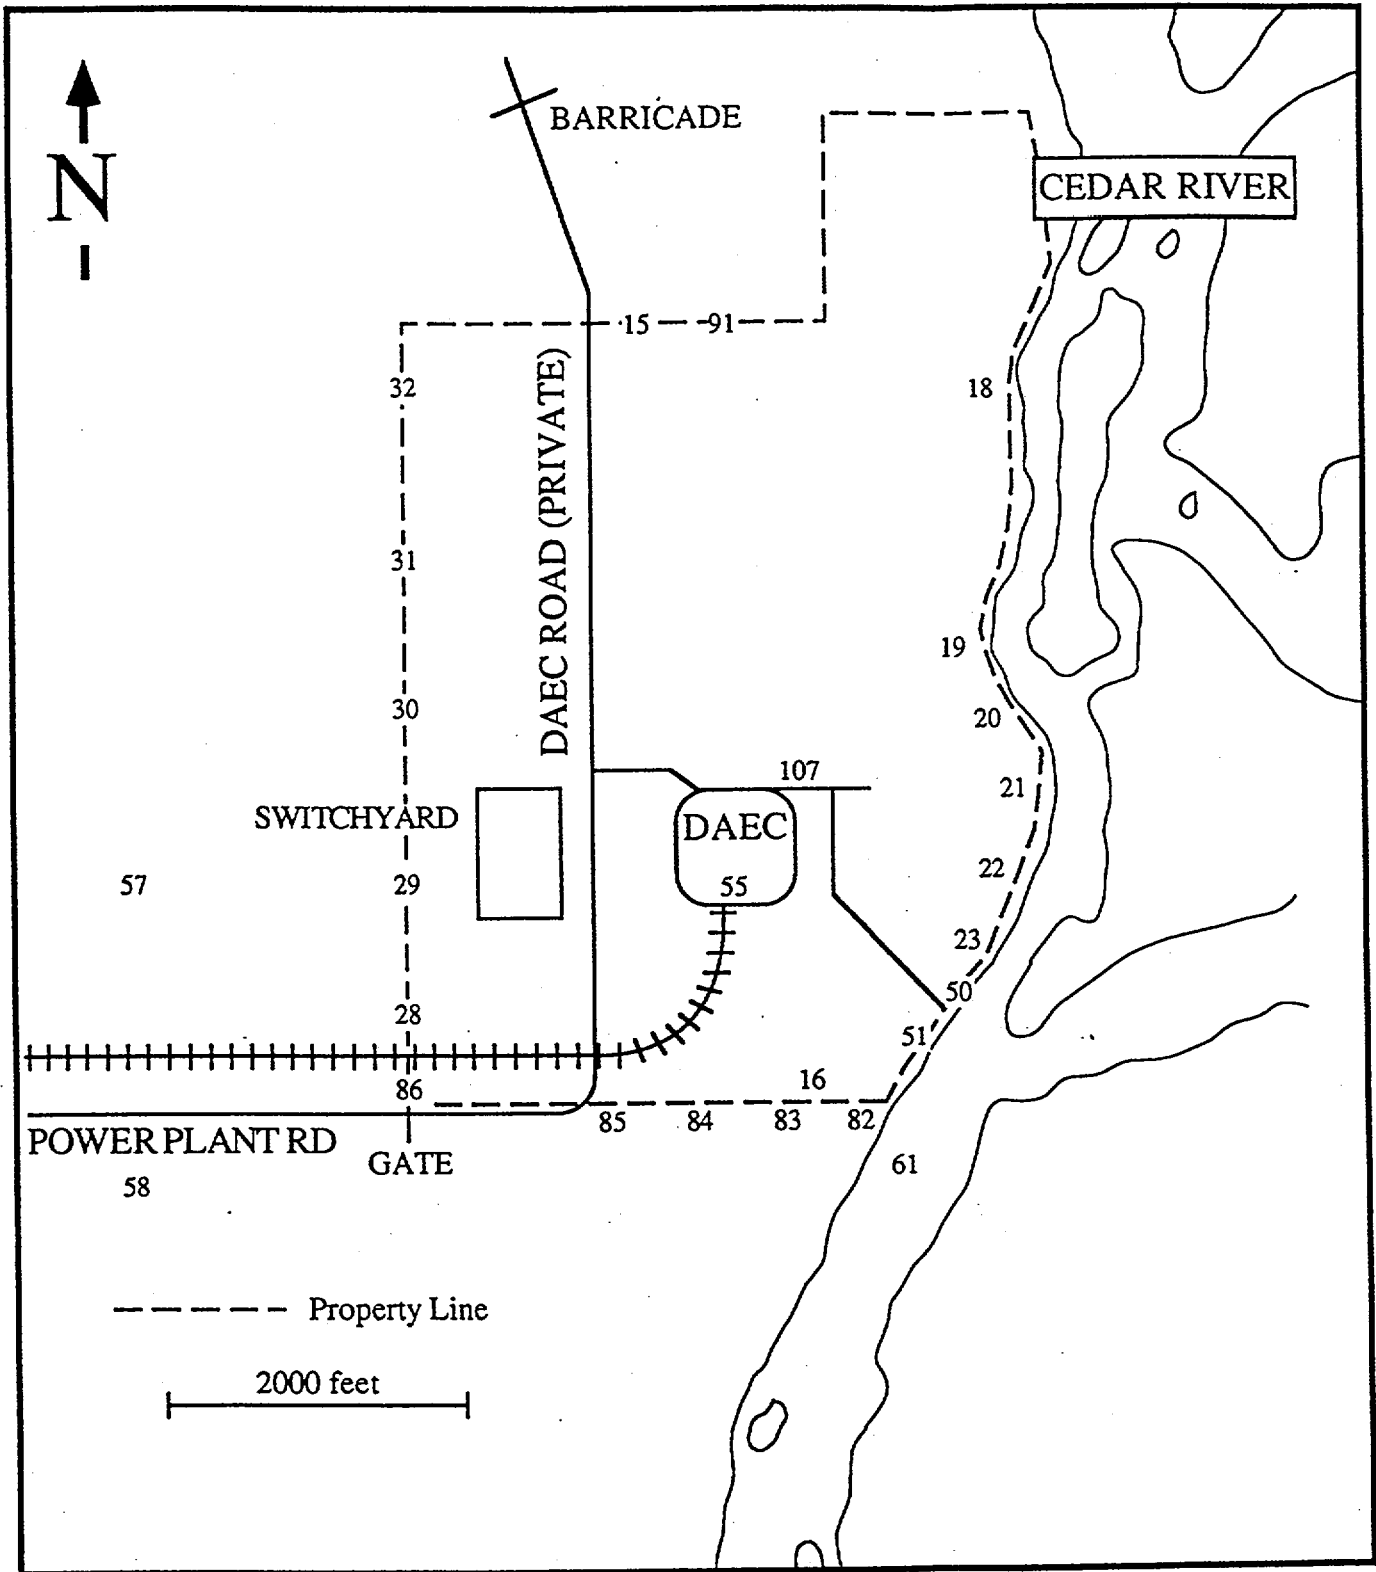 BARRICADE
N
CEDAR RIVER
15
91
32
18
DAEC ROAD (PRIVATE)
31
19
30
20
107
21
SWITCHYARD
DAEC
22
57
29
55
23
50
28
51
16
86
85
84
83
82
POWER PLANT RD
GATE
61
58
Property Line
2000 feet